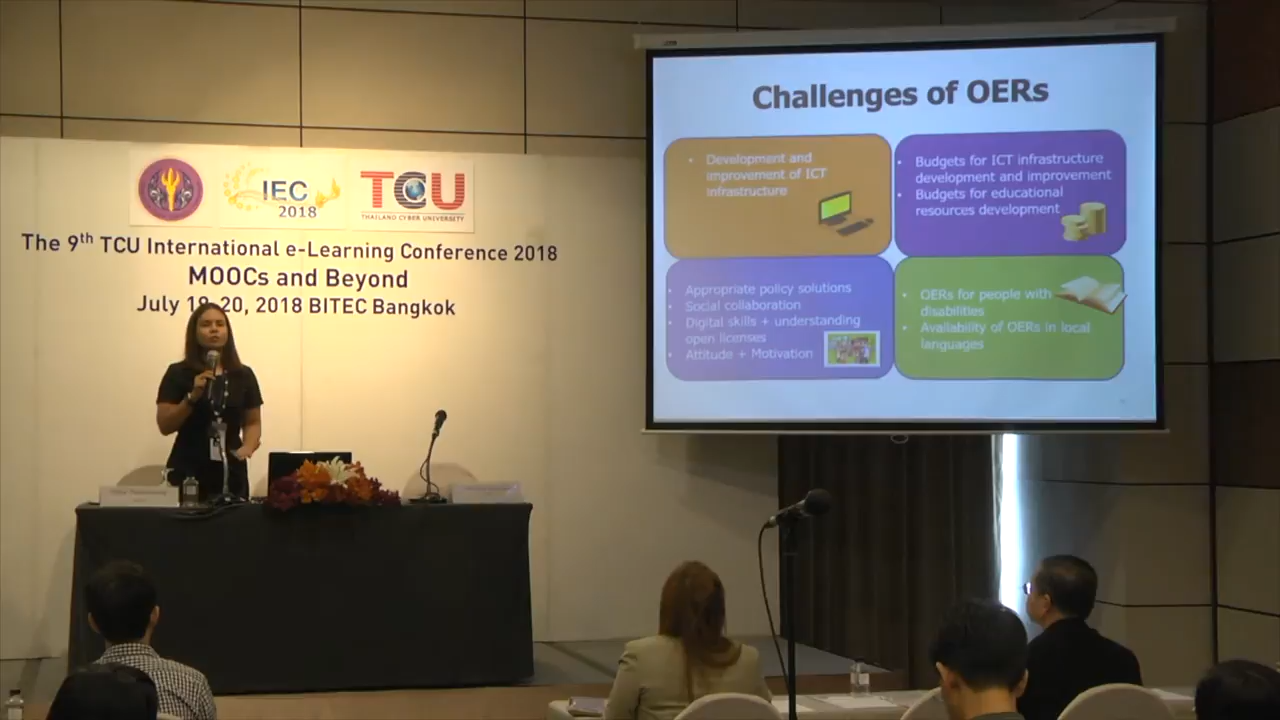 IEC
2018
TCU
THAILAND CYBER UNIVERSITY
The 9th TCU International e-Learning Conference 2018
MOOCs and Beyond
July 18-20, 2018 BITEC Bangkok
Challenges of OERs
• Development and
improvement of ICT
infrastructure
• Budgets for ICT infrastructure
development and improvement
• Budgets for educational
resources development
• Appropriate policy solutions
• Social collaboration
• Digital skills + understanding
open licenses
• Attitude + Motivation
• OERs for people with
disabilities
• Availability of OERs in local
languages